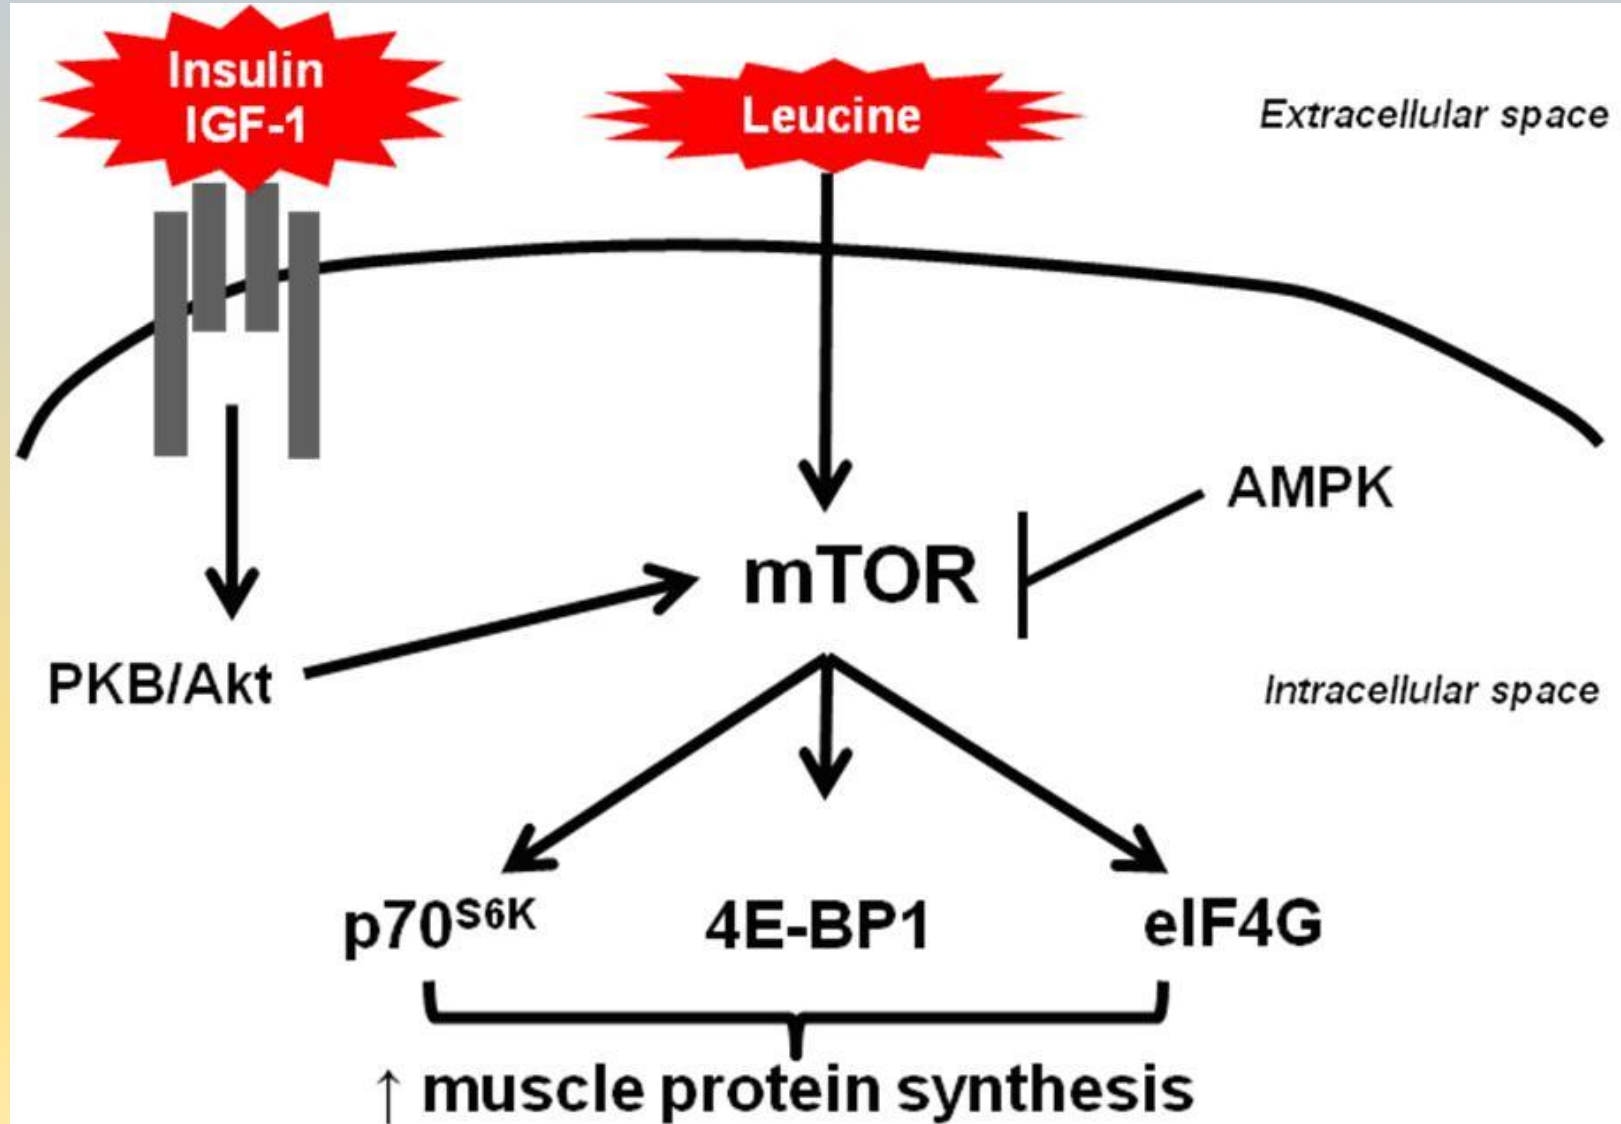 Insulin
IGF-1
Leucine
Extracellular space
AMPK
mTOR
PKB/Akt
Intracellular space
p70S6K
4E-BP1
eIF4G
↑ muscle protein synthesis